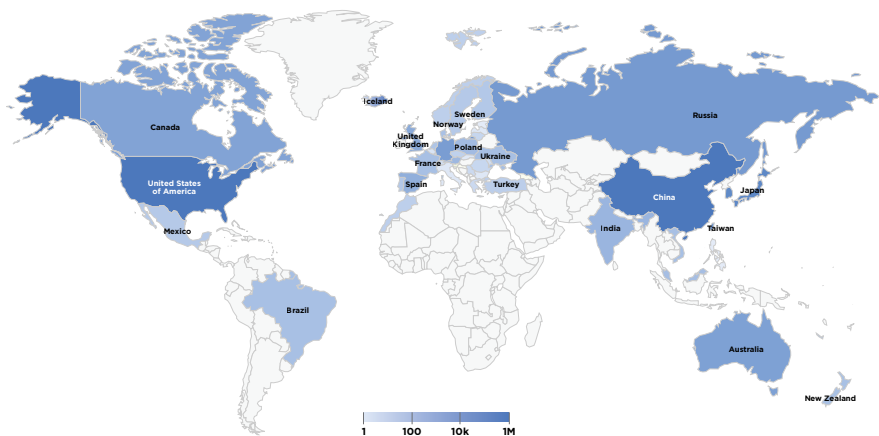 Iceland
Sweden
Russia
Canada
Norway
United
Kingdom
Poland
Ukraine
France
United States
of America
Spain
Turkey
China
Japan
Mexico
India
Taiwan
Brazil
Australia
New Zealand
1 100 10k 1M